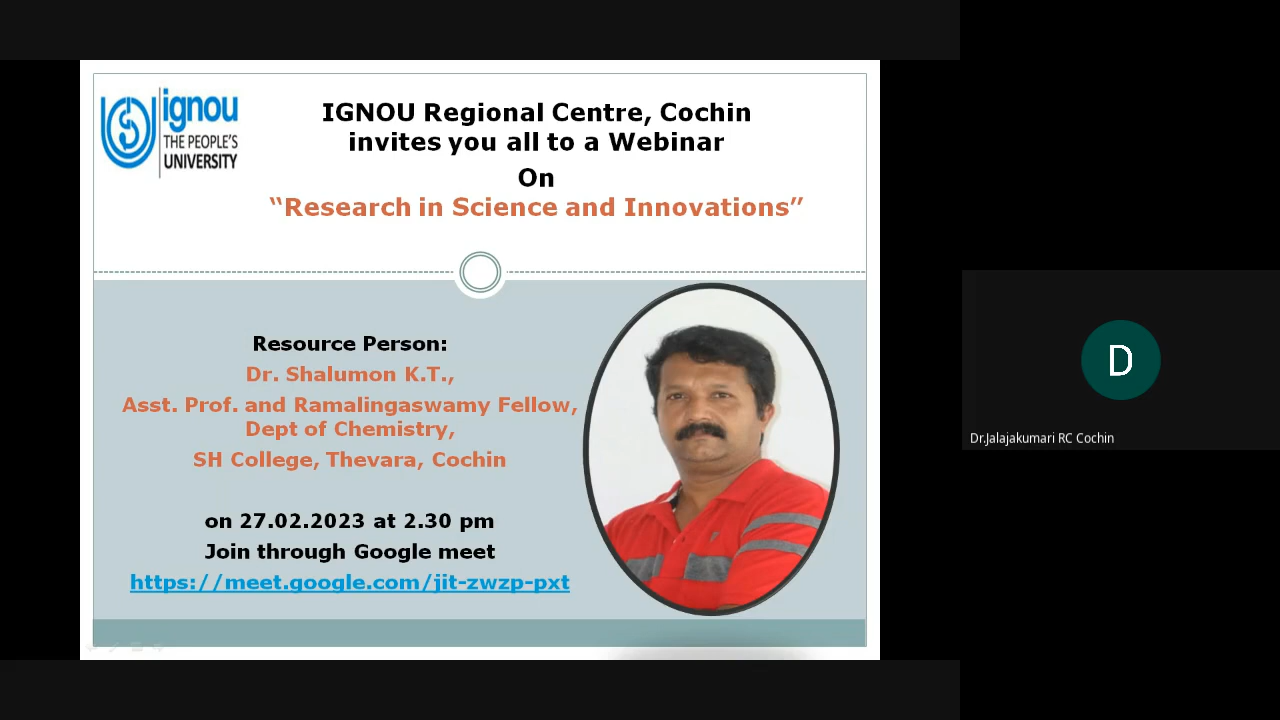 ignou
THE PEOPLE'S
UNIVERSITY
IGNOU Regional Centre, Cochin
invites you all to a Webinar
On
“Research in Science and Innovations”
Resource Person:
Dr. Shalumon K.T.,
Asst. Prof. and Ramalingaswamy Fellow,
Dept of Chemistry,
SH College, Thevara, Cochin
on 27.02.2023 at 2.30 pm
Join through Google meet
https://meet.google.com/jit-zwzp-pxt
D
Dr.Jalajakumari RC Cochin